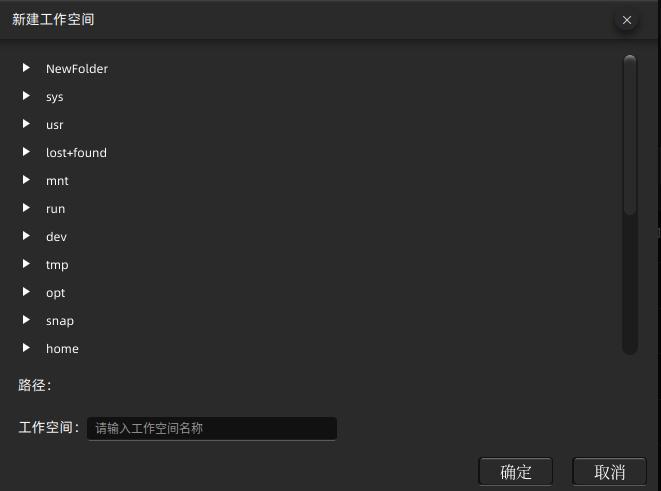 新建工作空间
NewFolder
sys
usr
lost+found
mnt
run
dev
tmp
opt
snap
home
路径：
工作空间： 请输入工作空间名称
确定 取消